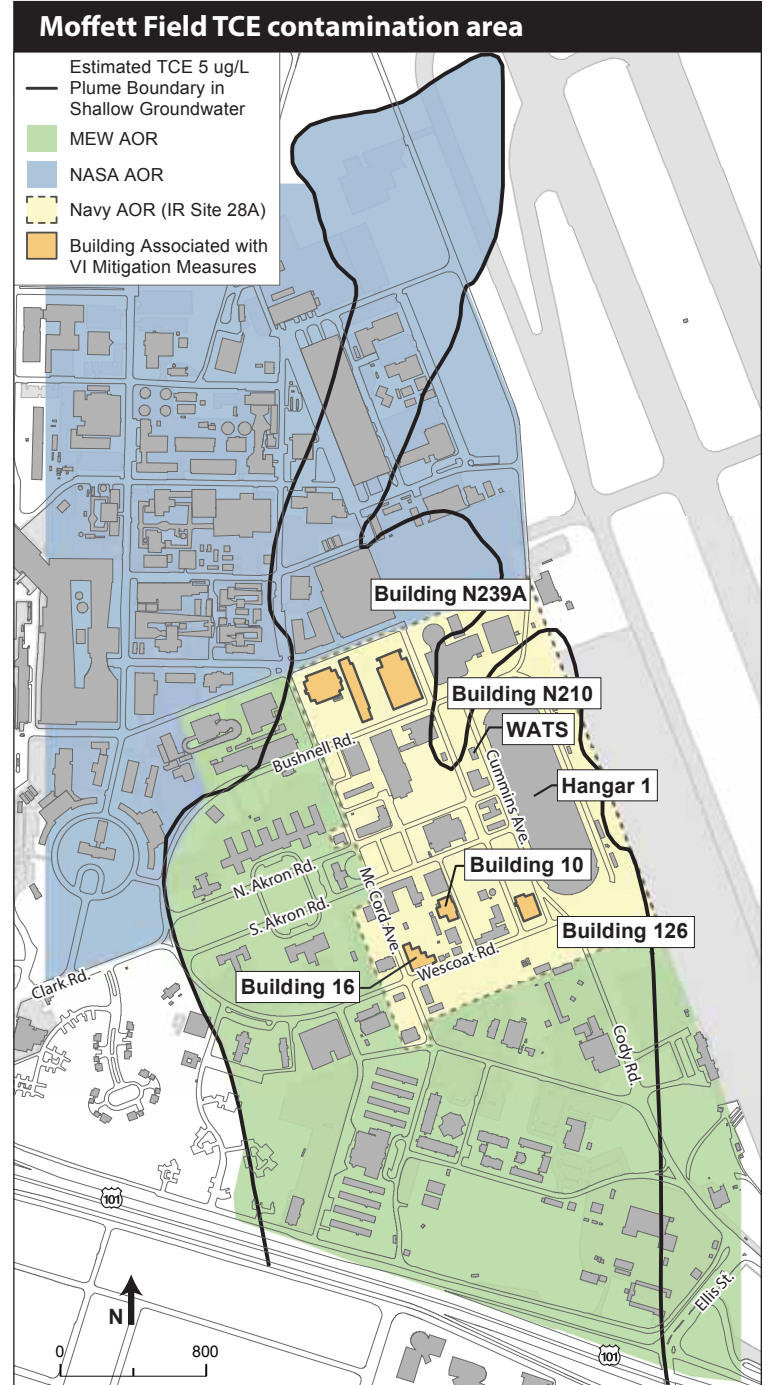 Moffett Field TCE contamination area
Estimated TCE 5 ug/L
Plume Boundary in
Shallow Groundwater
MEW AOR
NASA AOR
Navy AOR (IR Site 28A)
Building Associated with
VI Mitigation Measures
Building N239A
Building N210
WATS
Bushnell Rd.
Cummins Ave.
Hangar 1
N. Akron Rd.
Mc Cord Ave.
Building 10
S. Akron Rd.
Building 126
Wescoat Rd.
Building 16
Clark Rd.
Cody Rd.
101
Ellis St.
N
0 800
101